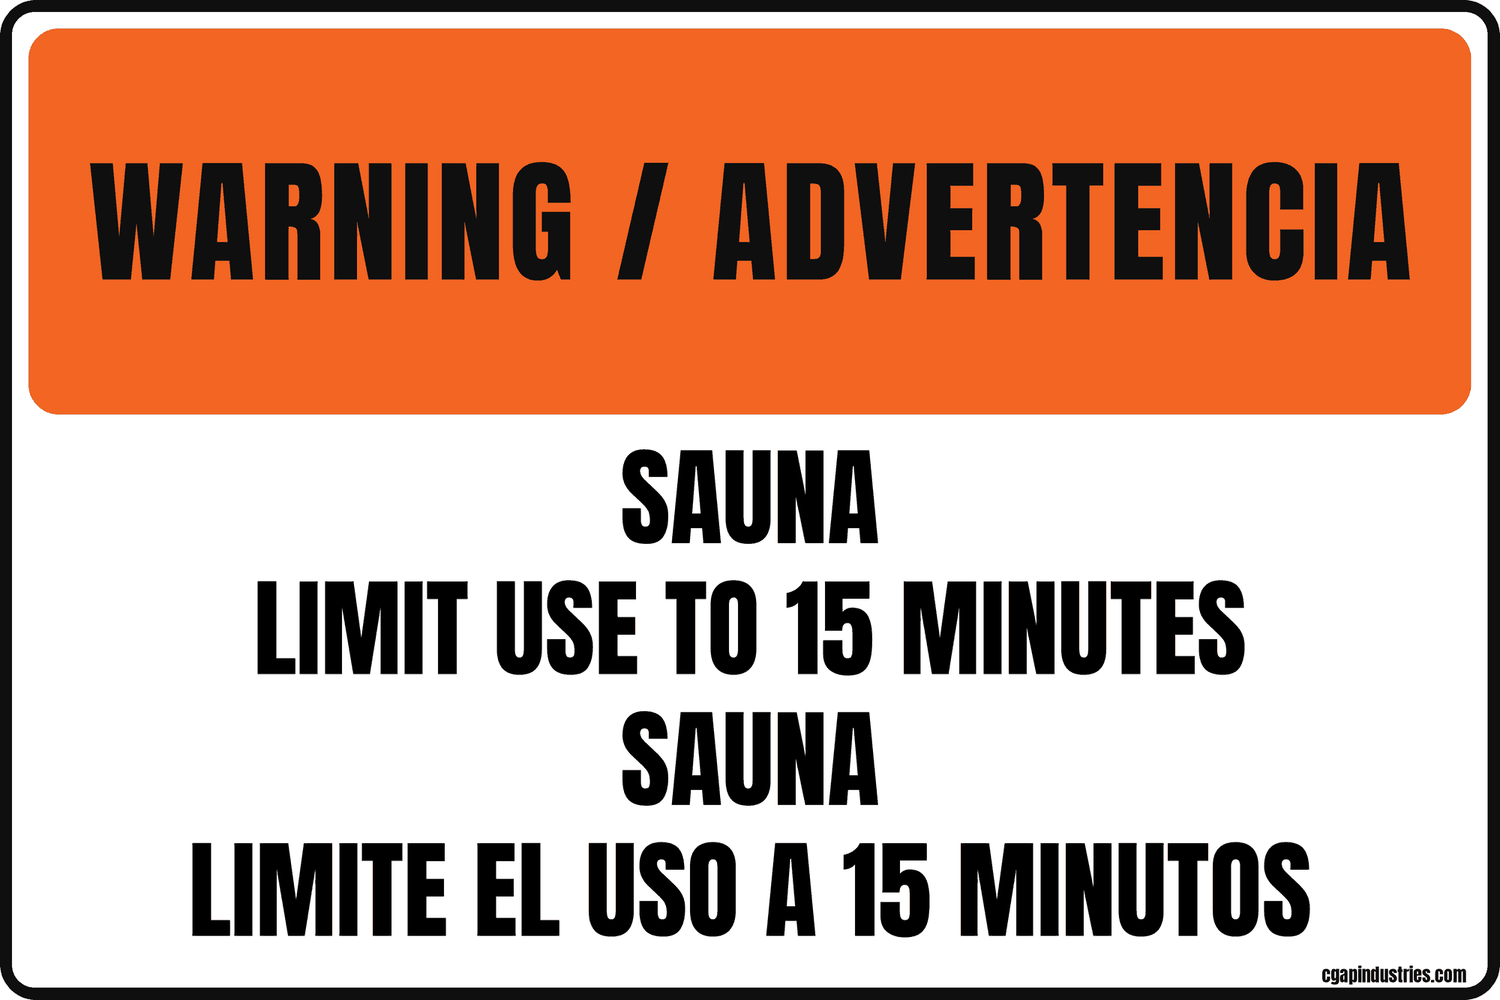 WARNING / ADVERTENCIA
SAUNA
LIMIT USE TO 15 MINUTES
SAUNA
LIMITE EL USO A 15 MINUTOS
cgapindustries.com